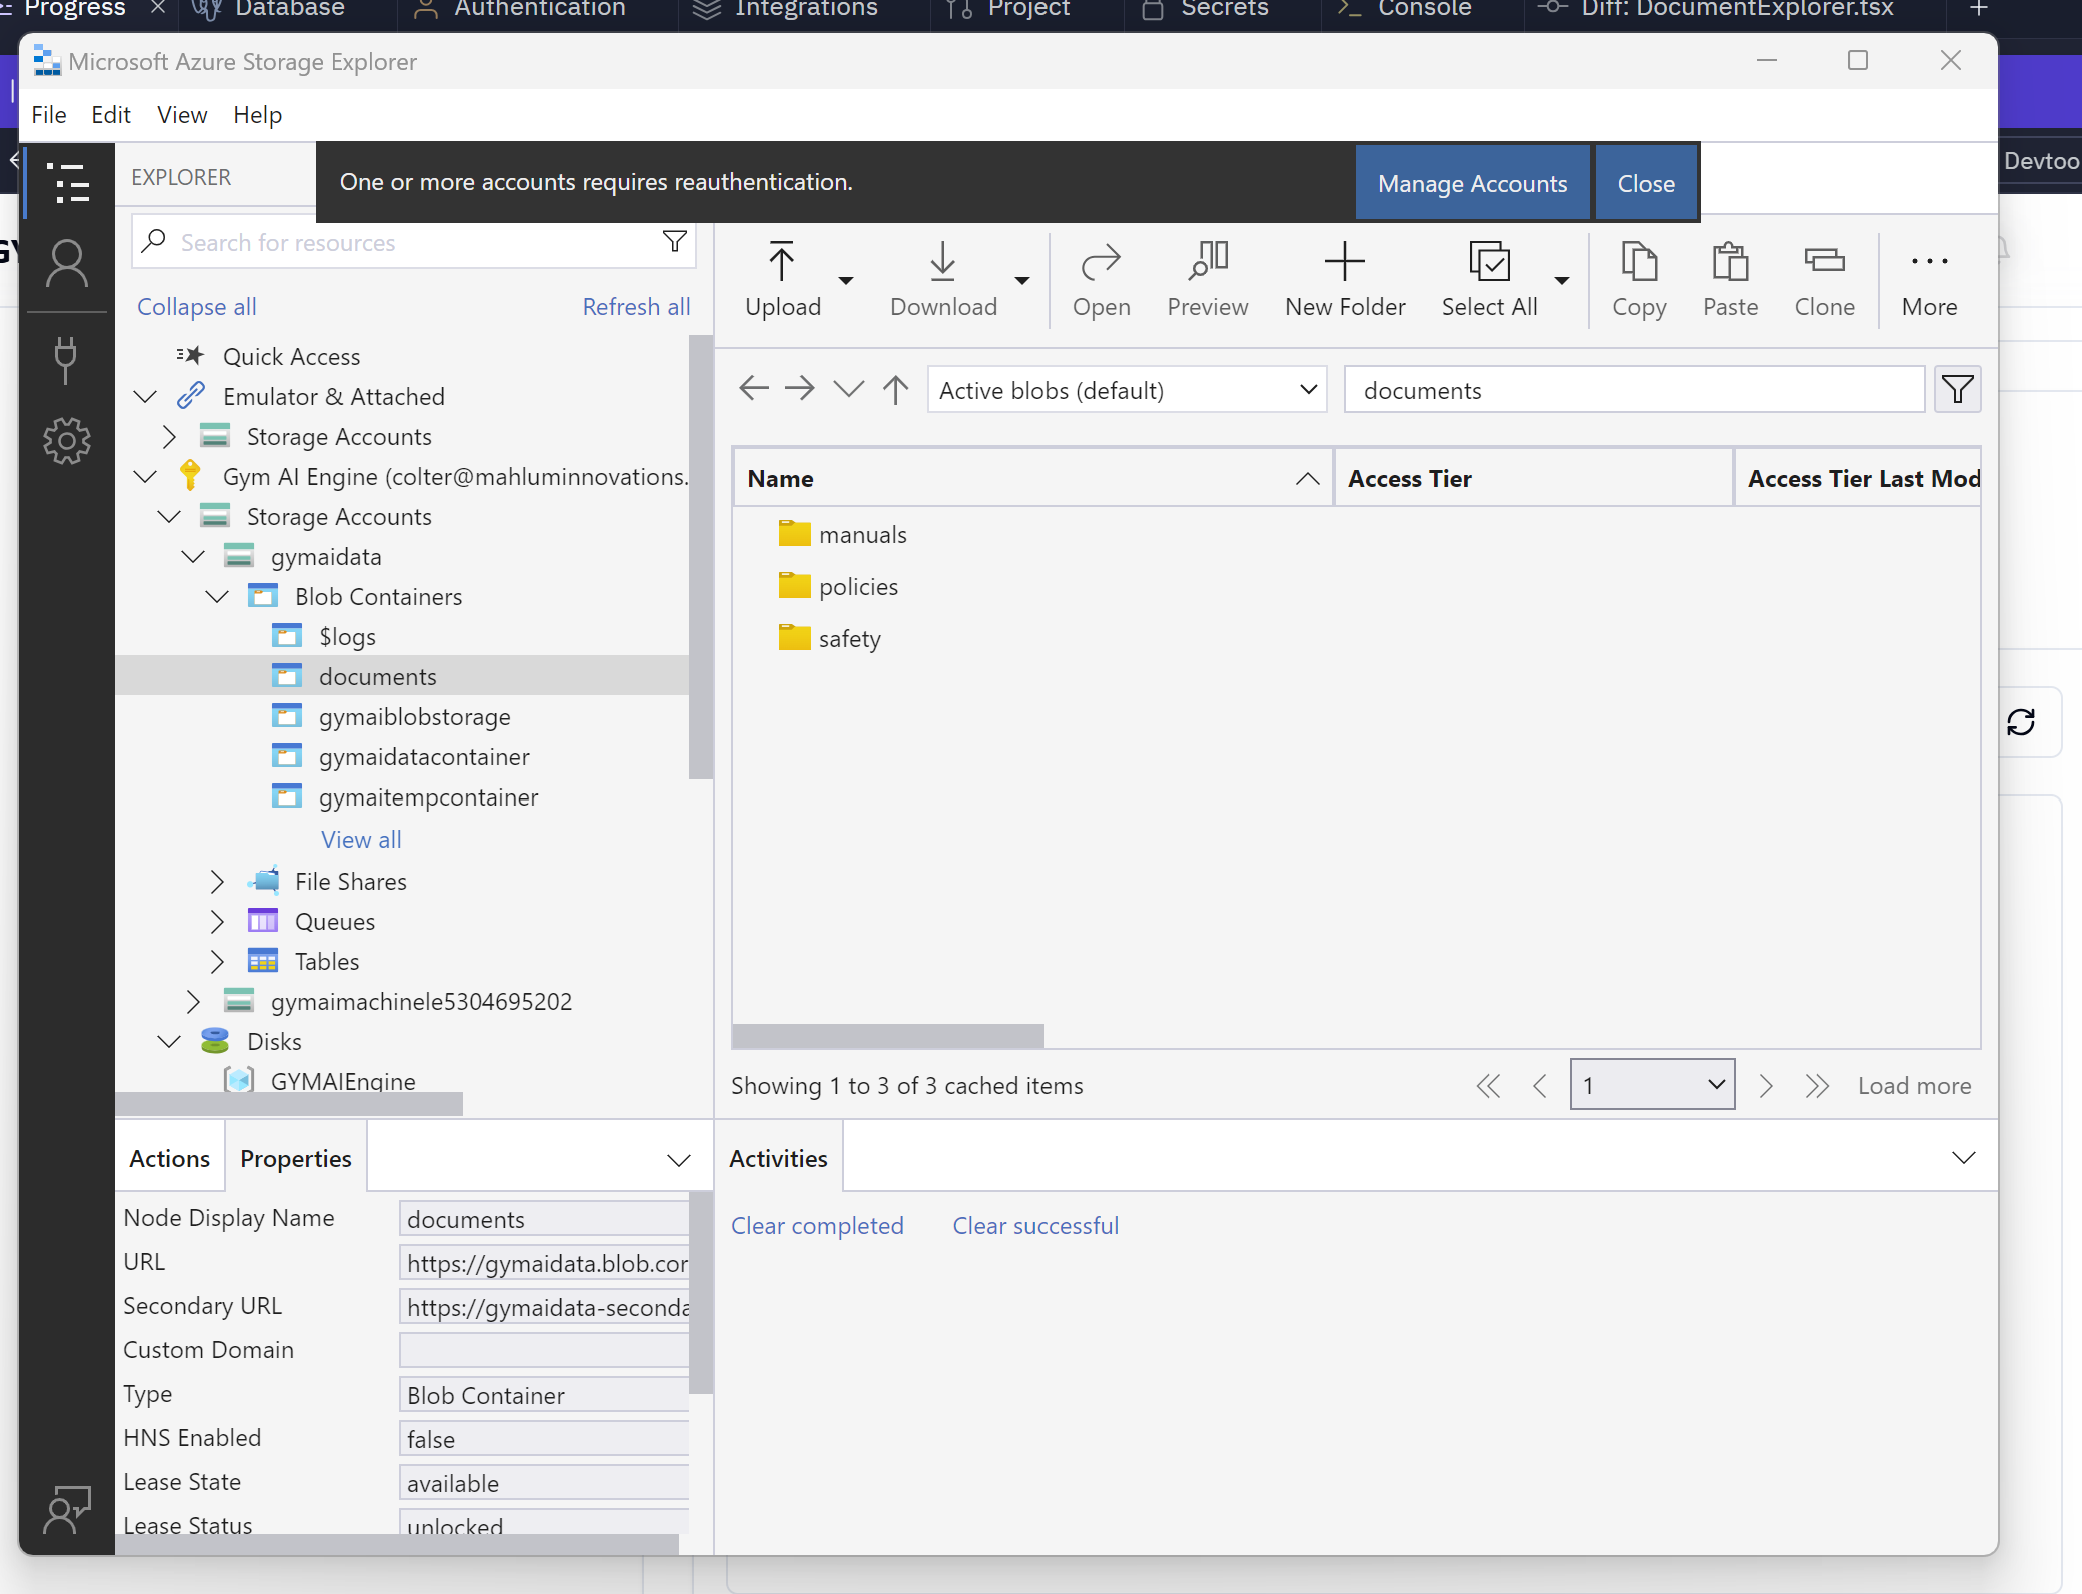 Progress
Database
Authentication
Integrations
Project
Secrets
Console
Diff: DocumentExplorer.tsx
Microsoft Azure Storage Explorer
File Edit View Help
Devtoo
EXPLORER
One or more accounts requires reauthentication.
Manage Accounts
Close
Search for resources
Collapse all
Refresh all
Quick Access
Emulator & Attached
Storage Accounts
Gym AI Engine (colter@mahluminnovations.
Storage Accounts
gymaidata
Blob Containers
$logs
documents
gymaiblobstorage
gymaidatacontainer
gymaitempcontainer
View all
File Shares
Queues
Tables
gymaimachinele5304695202
Disks
GYMAIEngine
Upload
Download
Open
Preview
New Folder
Select All
Copy
Paste
Clone
More
Active blobs (default)
documents
Name
Access Tier
Access Tier Last Mod
manuals
policies
safety
Showing 1 to 3 of 3 cached items
1
Load more
Actions
Properties
Node Display Name documents
URL https://gymaidata.blob.cor
Secondary URL https://gymaidata-seconda
Custom Domain
Type Blob Container
HNS Enabled false
Lease State available
Lease Status unlocked
Activities
Clear completed
Clear successful